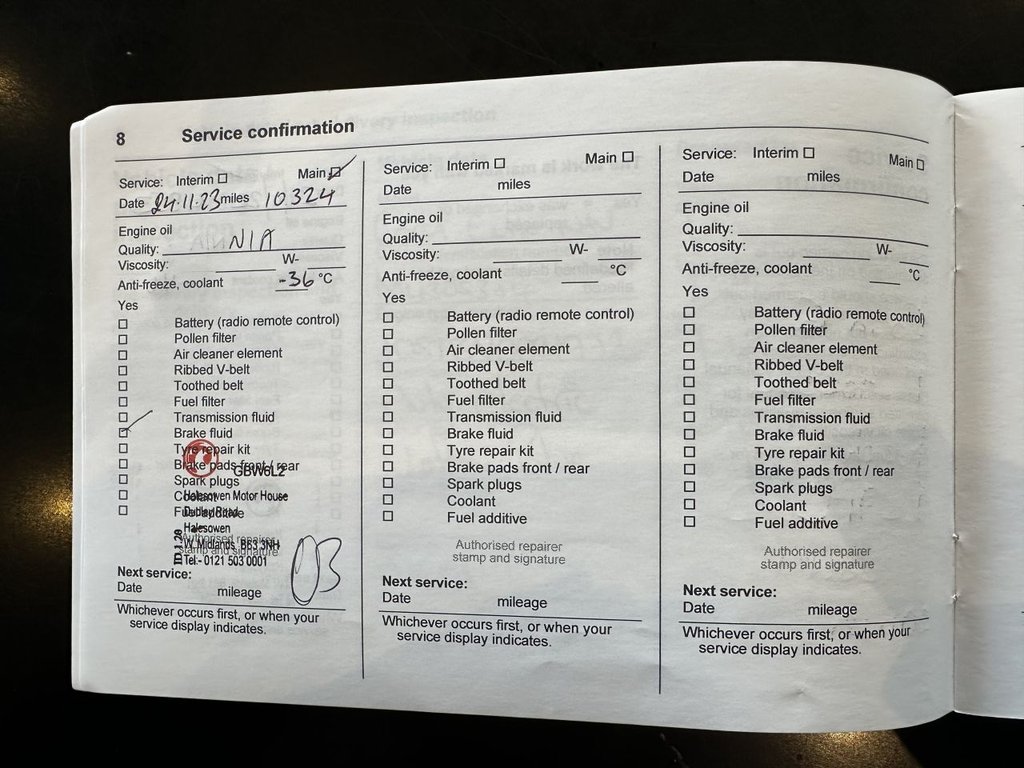 8 Service confirmation
Service: Interim ☐ Main ☑
Date 24.11.23 miles 10324
Engine oil
Quality: N/A
Viscosity: W-
Anti-freeze, coolant -36 °C
Yes
☐ Battery (radio remote control)
☐ Pollen filter
☐ Air cleaner element
☐ Ribbed V-belt
☐ Toothed belt
☐ Fuel filter
☐ Transmission fluid
☑ Brake fluid
☐ Tyre repair kit
☐ Brake pads front / rear
GBW6L2
☐ Spark plugs
☐ Coolant
Halesowen Motor House
☐ Fuel additive
Dudley Road
Halesowen
Authorised repairer
W. Midlands B63 3NH
stamp and signature
Tel:- 0121 503 0001
Next service:
Date mileage
Whichever occurs first, or when your
service display indicates.
Service: Interim ☐ Main ☐
Date miles
Engine oil
Quality:
Viscosity: W-
Anti-freeze, coolant °C
Yes
☐ Battery (radio remote control)
☐ Pollen filter
☐ Air cleaner element
☐ Ribbed V-belt
☐ Toothed belt
☐ Fuel filter
☐ Transmission fluid
☐ Brake fluid
☐ Tyre repair kit
☐ Brake pads front / rear
☐ Spark plugs
☐ Coolant
☐ Fuel additive
Authorised repairer
stamp and signature
Next service:
Date mileage
Whichever occurs first, or when your
service display indicates.
Service: Interim ☐ Main ☐
Date miles
Engine oil
Quality:
Viscosity: W-
Anti-freeze, coolant °C
Yes
☐ Battery (radio remote control)
☐ Pollen filter
☐ Air cleaner element
☐ Ribbed V-belt
☐ Toothed belt
☐ Fuel filter
☐ Transmission fluid
☐ Brake fluid
☐ Tyre repair kit
☐ Brake pads front / rear
☐ Spark plugs
☐ Coolant
☐ Fuel additive
Authorised repairer
stamp and signature
Next service:
Date mileage
Whichever occurs first, or when your
service display indicates.